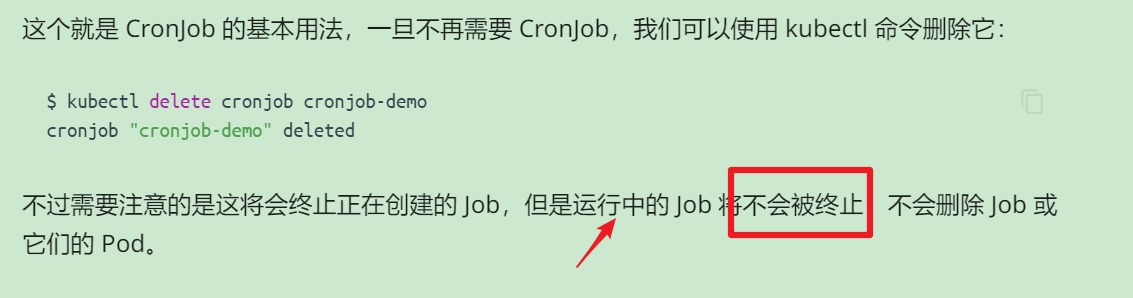 这个就是 CronJob 的基本用法，一旦不再需要 CronJob，我们可以使用 kubectl 命令删除它：
$ kubectl delete cronjob cronjob-demo
cronjob "cronjob-demo" deleted
不过需要注意的是这将会终止正在创建的 Job，但是运行中的 Job 将不会被终止 不会删除 Job 或
它们的 Pod。